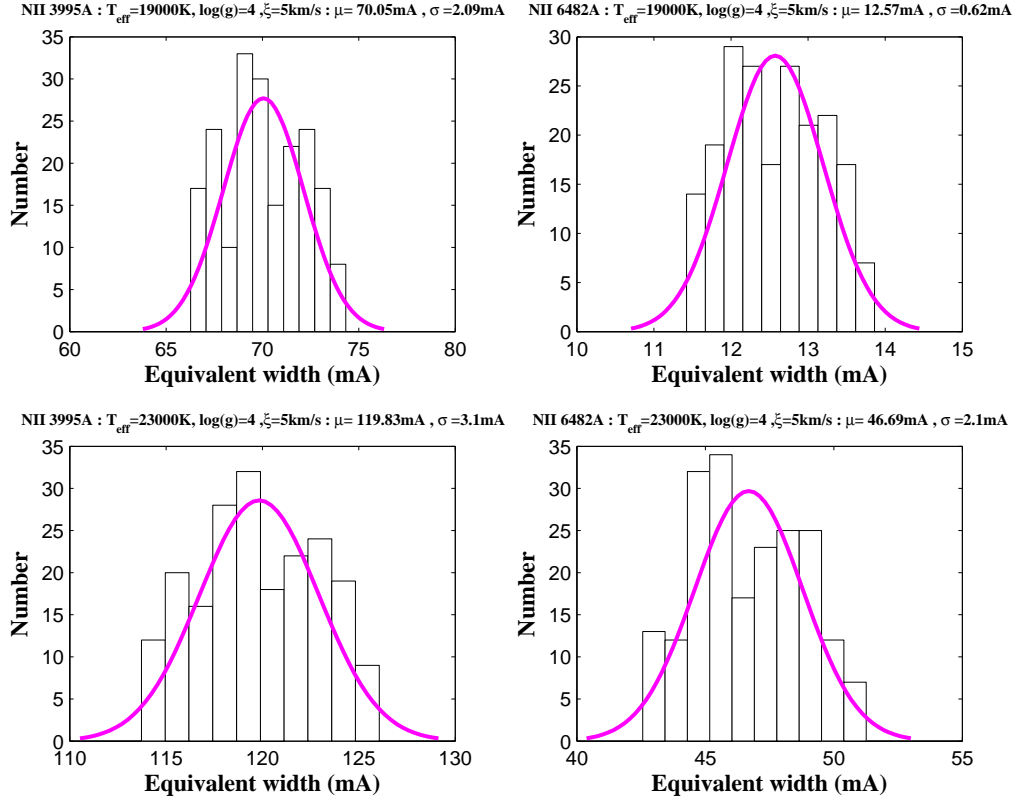 NII 3995A : Teff=19000K, log(g)=4 ,ξ=5km/s : μ= 70.05mA , σ =2.09mA
35
30
25
20
15
10
5
0
Number
60 65 70 75 80
Equivalent width (mA)
NII 6482A : Teff=19000K, log(g)=4 ,ξ=5km/s : μ= 12.57mA , σ =0.62mA
30
25
20
15
10
5
0
Number
10 11 12 13 14 15
Equivalent width (mA)
NII 3995A : Teff=23000K, log(g)=4 ,ξ=5km/s : μ= 119.83mA , σ =3.1mA
35
30
25
20
15
10
5
0
Number
110 115 120 125 130
Equivalent width (mA)
NII 6482A : Teff=23000K, log(g)=4 ,ξ=5km/s : μ= 46.69mA , σ =2.1mA
35
30
25
20
15
10
5
0
Number
40 45 50 55
Equivalent width (mA)